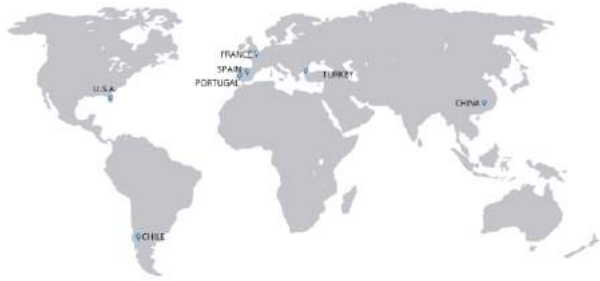 FRANCE
SPAIN
U.S.A
TURKEY
PORTUGAL
CHINA
CHILE